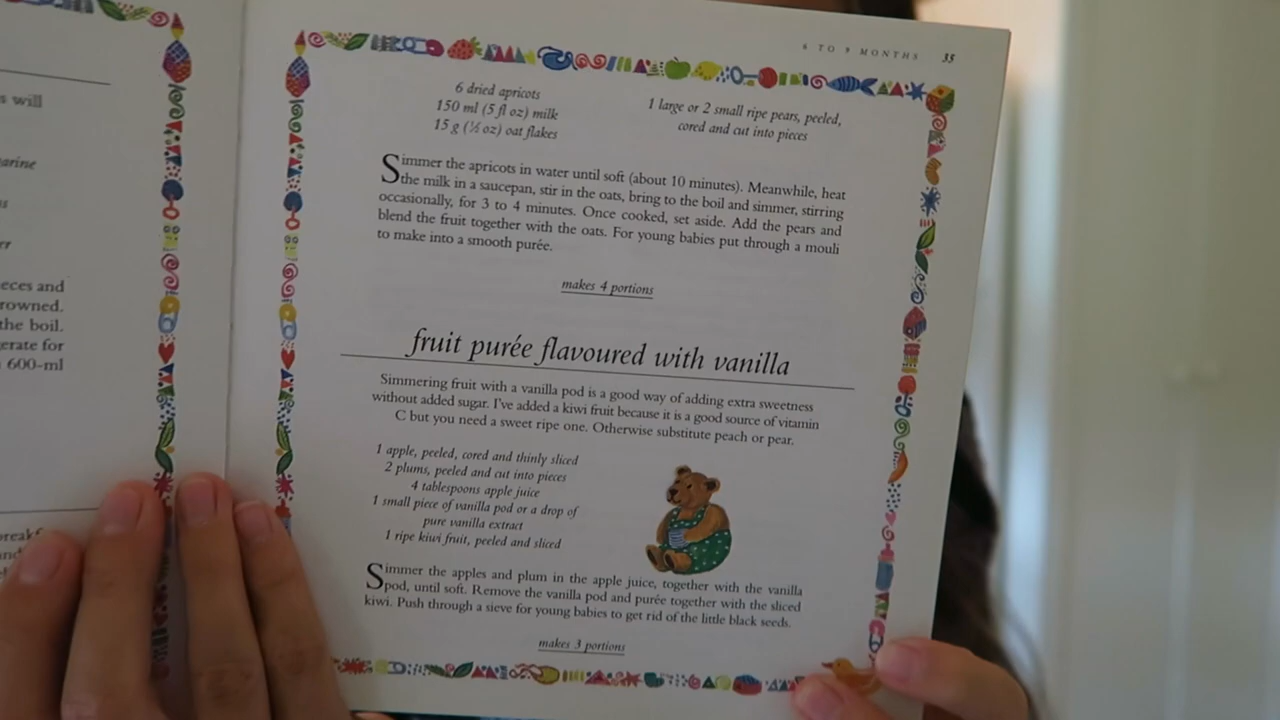 s will
arine
eces and
rowned.
the boil.
erate for
600-ml
6 TO 9 MONTHS 35
6 dried apricots
150 ml (5 fl oz) milk
15 g (½ oz) oat flakes
1 large or 2 small ripe pears, peeled,
cored and cut into pieces
Simmer the apricots in water until soft (about 10 minutes). Meanwhile, heat
the milk in a saucepan, stir in the oats, bring to the boil and simmer, stirring
occasionally, for 3 to 4 minutes. Once cooked, set aside. Add the pears and
blend the fruit together with the oats. For young babies put through a mouli
to make into a smooth purée.
makes 4 portions
fruit purée flavoured with vanilla
Simmering fruit with a vanilla pod is a good way of adding extra sweetness
without added sugar. I've added a kiwi fruit because it is a good source of vitamin
C but you need a sweet ripe one. Otherwise substitute peach or pear.
1 apple, peeled, cored and thinly sliced
2 plums, peeled and cut into pieces
4 tablespoons apple juice
1 small piece of vanilla pod or a drop of
pure vanilla extract
1 ripe kiwi fruit, peeled and sliced
Simmer the apples and plum in the apple juice, together with the vanilla
pod, until soft. Remove the vanilla pod and purée together with the sliced
kiwi. Push through a sieve for young babies to get rid of the little black seeds.
makes 3 portions